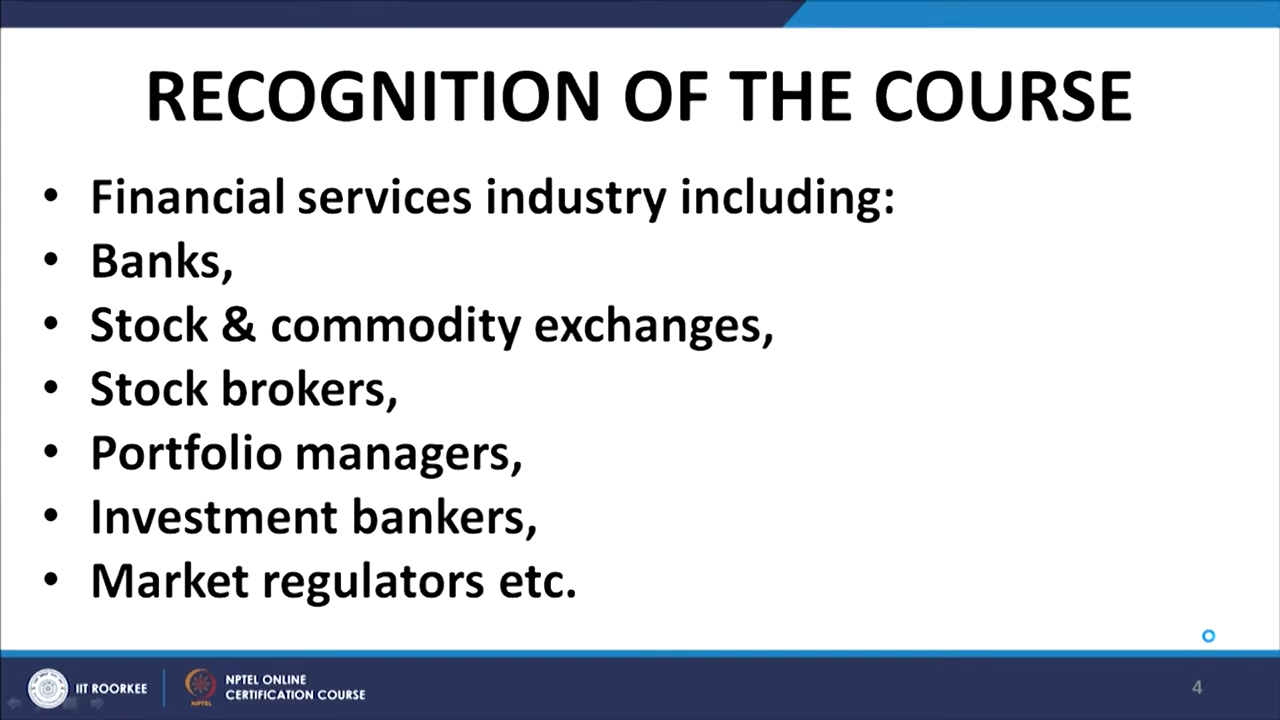 RECOGNITION OF THE COURSE
• Financial services industry including:
• Banks,
• Stock & commodity exchanges,
• Stock brokers,
• Portfolio managers,
• Investment bankers,
• Market regulators etc.
IIT ROORKEE
NPTEL
NPTEL ONLINE
CERTIFICATION COURSE
4